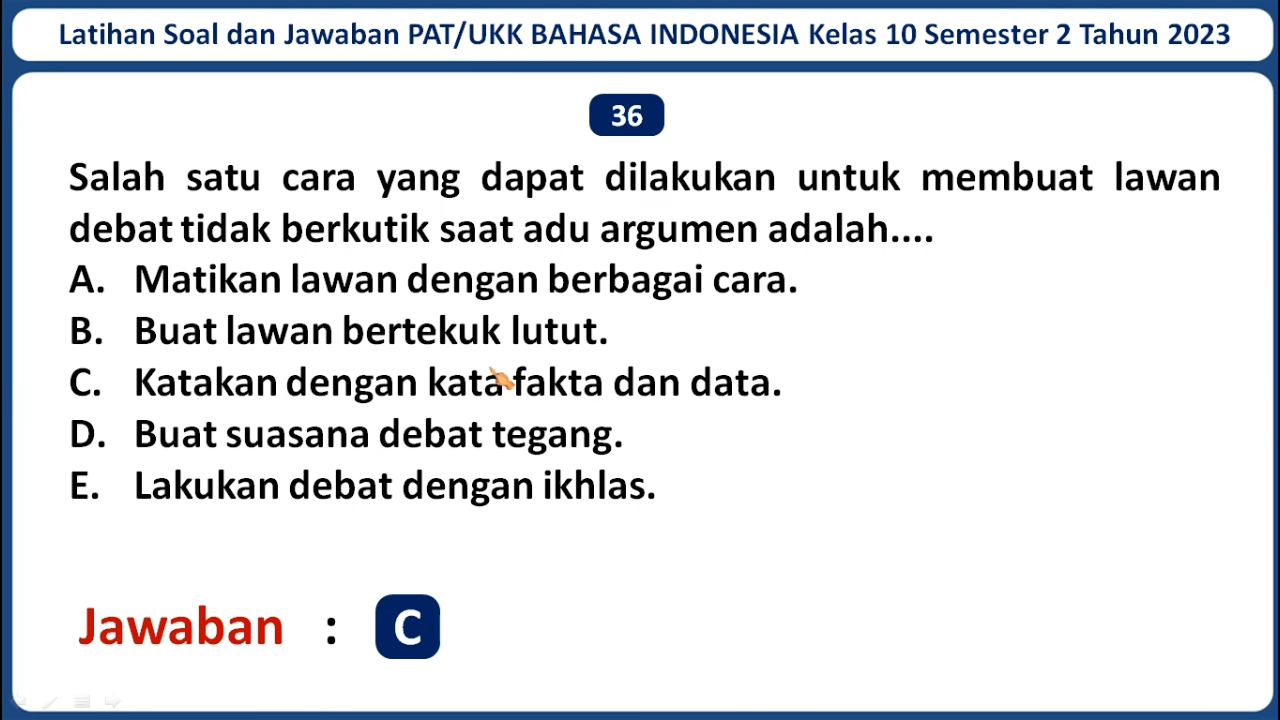 Latihan Soal dan Jawaban PAT/UKK BAHASA INDONESIA Kelas 10 Semester 2 Tahun 2023
36
Salah satu cara yang dapat dilakukan untuk membuat lawan
debat tidak berkutik saat adu argumen adalah....
A. Matikan lawan dengan berbagai cara.
B. Buat lawan bertekuk lutut.
C. Katakan dengan kata fakta dan data.
D. Buat suasana debat tegang.
E. Lakukan debat dengan ikhlas.
Jawaban : C